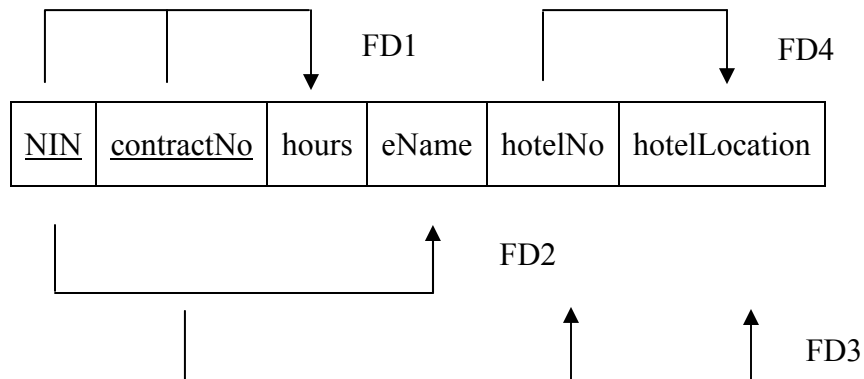 FD1 FD4
NIN contractNo hours eName hotelNo hotelLocation
FD2
FD3